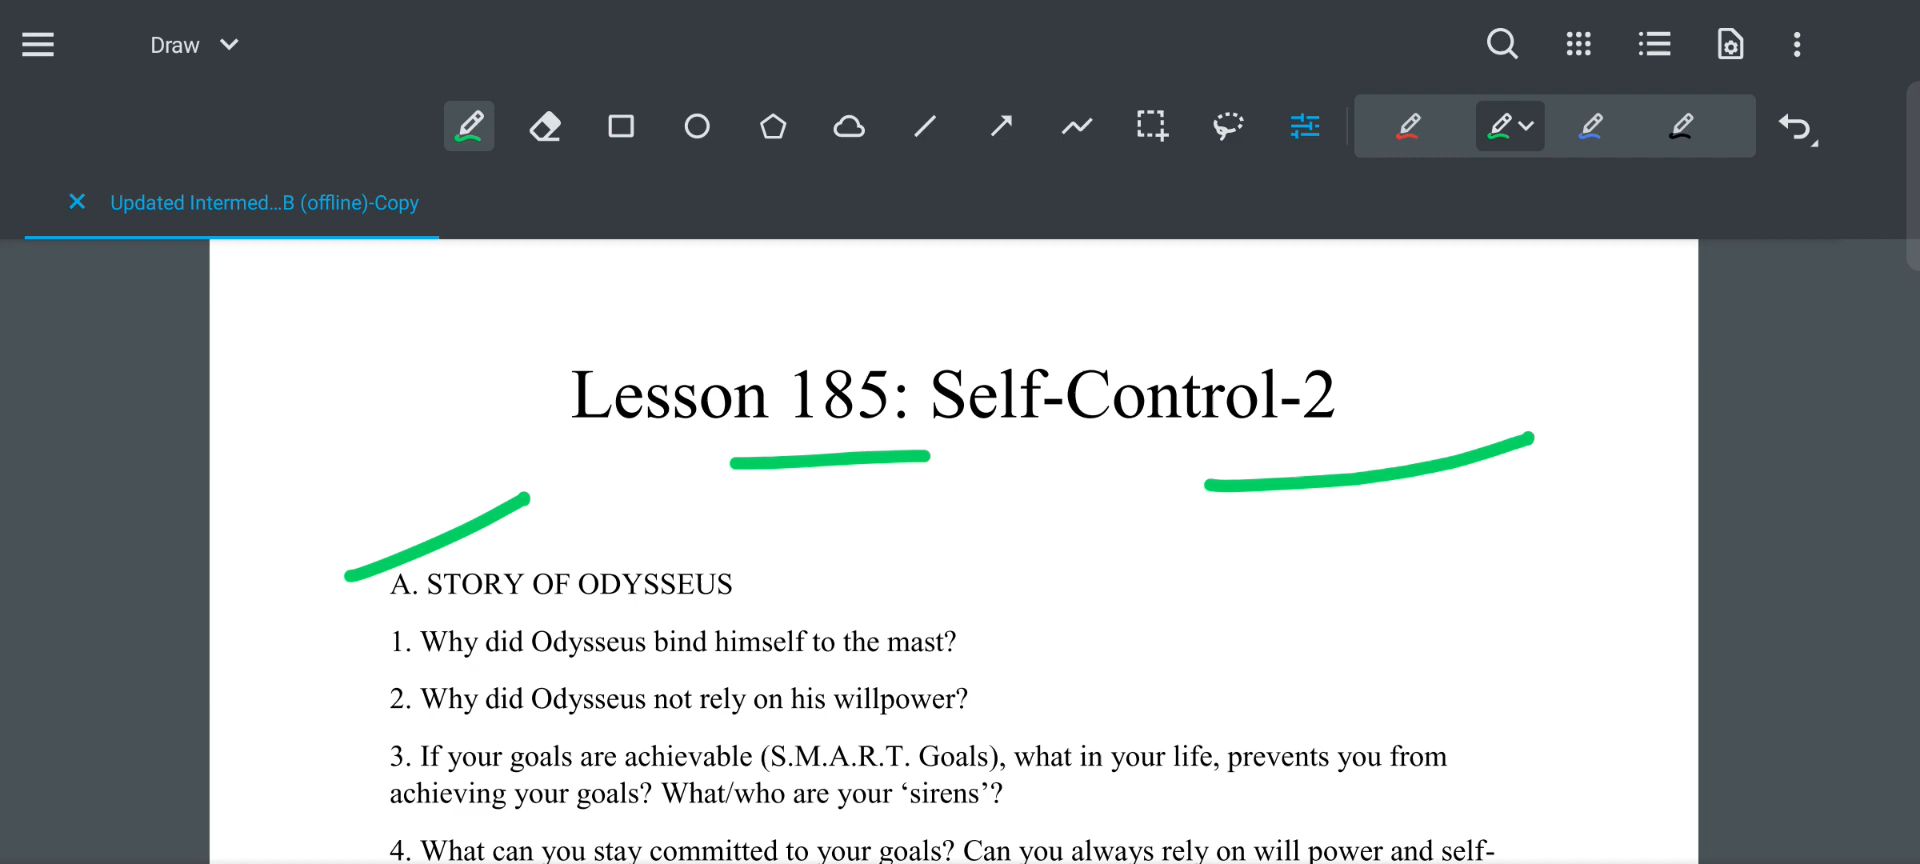 Draw
Updated Intermed...B (offline)-Copy
Lesson 185: Self-Control-2
A. STORY OF ODYSSEUS
1. Why did Odysseus bind himself to the mast?
2. Why did Odysseus not rely on his willpower?
3. If your goals are achievable (S.M.A.R.T. Goals), what in your life, prevents you from
achieving your goals? What/who are your ‘sirens’?
4. What can you stay committed to your goals? Can you always rely on will power and self-